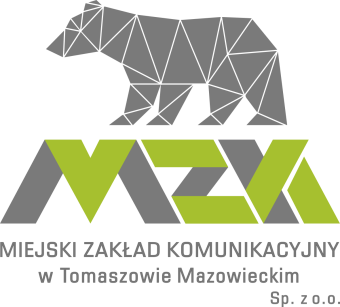 MZK
MIEJSKI ZAKŁAD KOMUNIKACYJNY
w Tomaszowie Mazowieckim
Sp. z o.o.